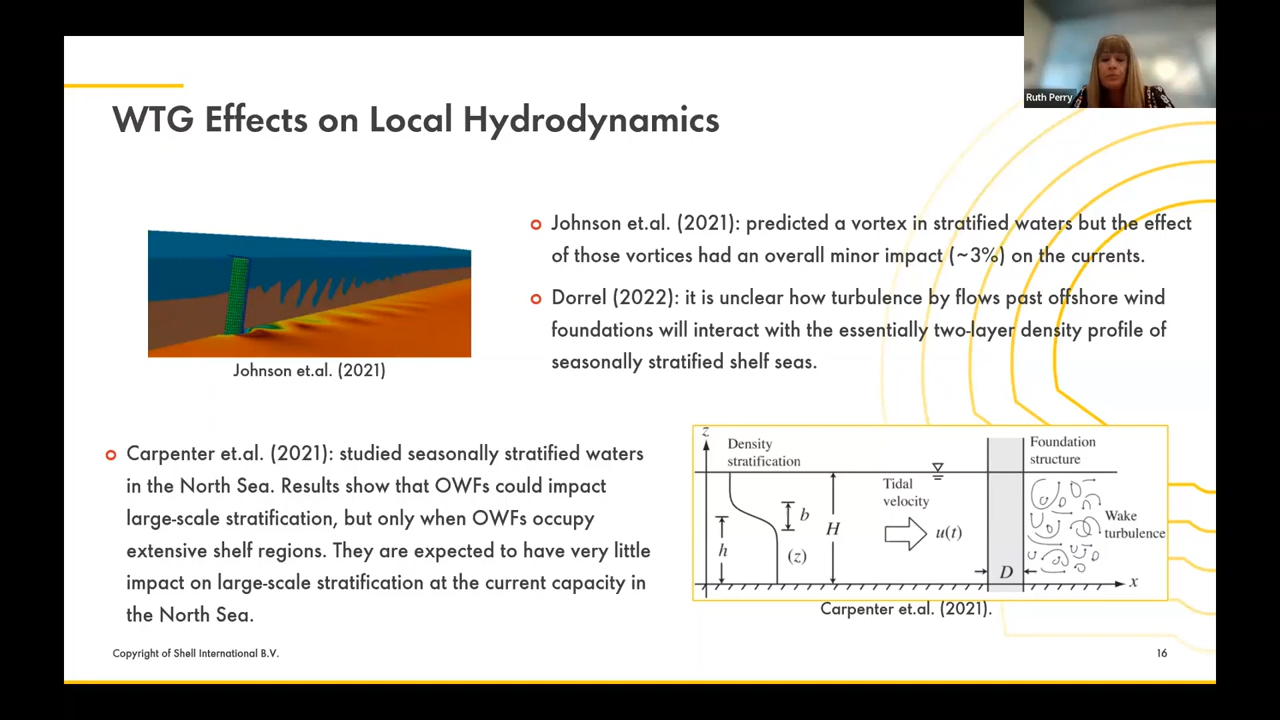 Ruth Perry
WTG Effects on Local Hydrodynamics
Johnson et.al. (2021)
Johnson et.al. (2021): predicted a vortex in stratified waters but the effect
of those vortices had an overall minor impact (~3%) on the currents.
Dorrel (2022): it is unclear how turbulence by flows past offshore wind
foundations will interact with the essentially two-layer density profile of
seasonally stratified shelf seas.
Carpenter et.al. (2021): studied seasonally stratified waters
in the North Sea. Results show that OWFs could impact
large-scale stratification, but only when OWFs occupy
extensive shelf regions. They are expected to have very little
impact on large-scale stratification at the current capacity in
the North Sea.
z
Density
stratification
h
b
(z)
H
Tidal
velocity
u(t)
D
Foundation
structure
Wake
turbulence
x
Carpenter et.al. (2021).
Copyright of Shell International B.V.
16